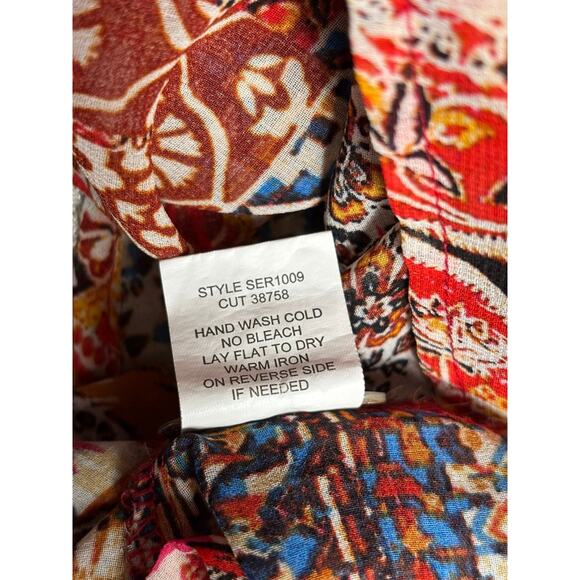 STYLE SER1009
CUT 38758
HAND WASH COLD
NO BLEACH
LAY FLAT TO DRY
WARM IRON
ON REVERSE SIDE
IF NEEDED